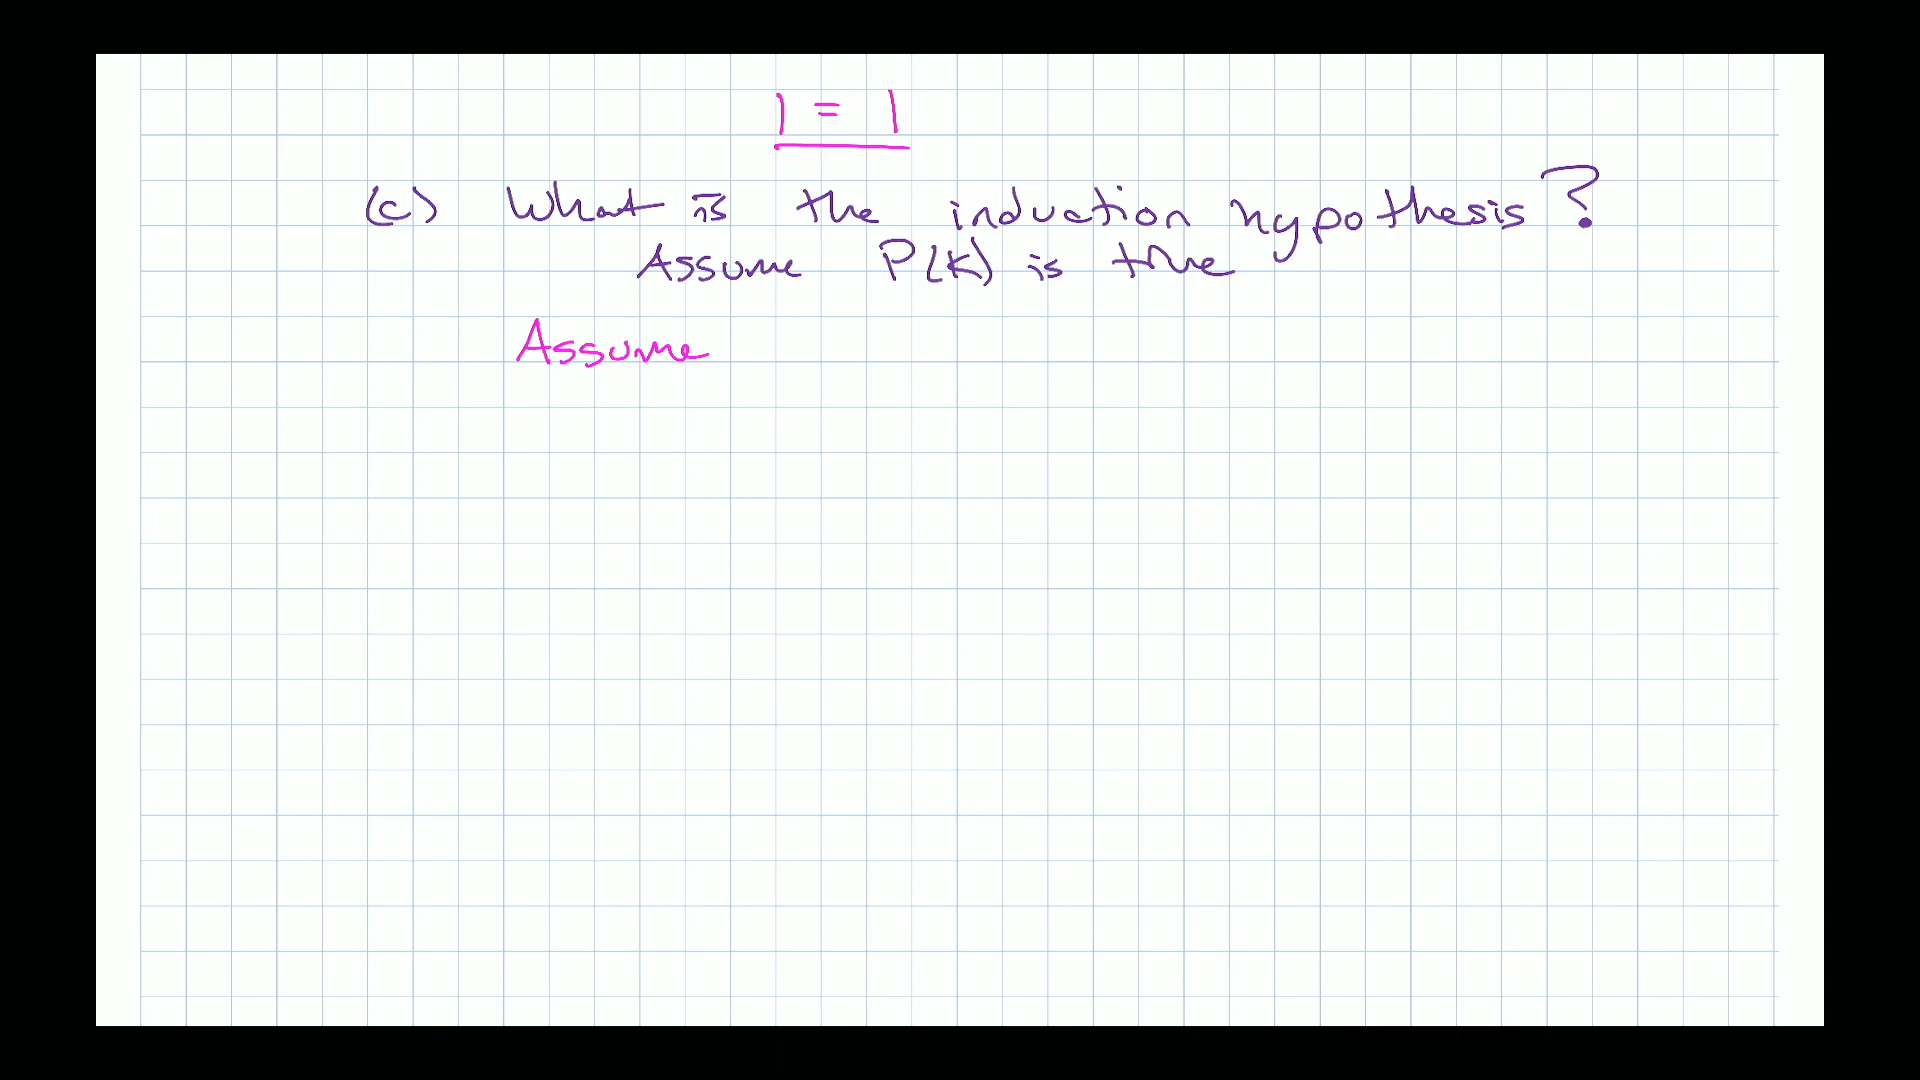 1 = 1
(c) What is the induction hypothesis?
Assume P(k) is true
Assume